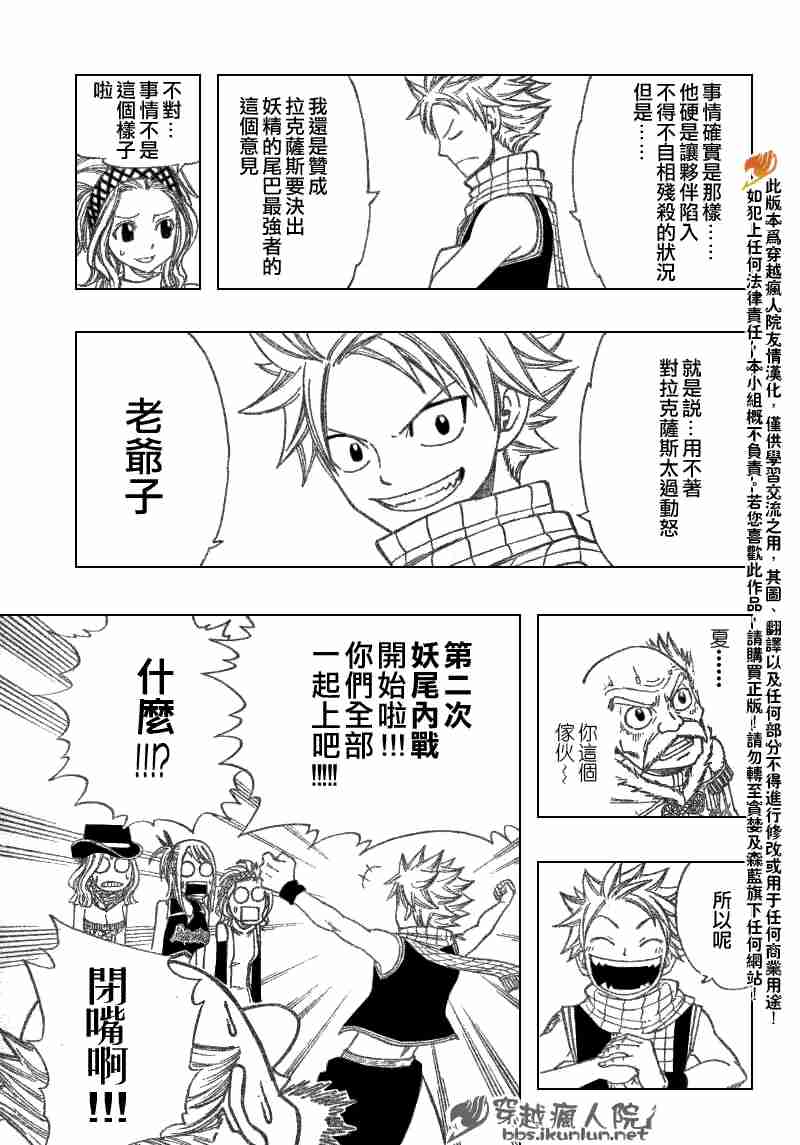 事情確實是那樣……
他硬是讓夥伴陷入
不得不自相殘殺的狀況
但是……
我還是贊成
拉克薩斯要決出
妖精的尾巴最強者的
這個意見
不對…
事情不是
這個樣子
啦
就是說…用不著
對拉克薩斯太過動怒
老爺子
夏……
你這個
傢伙～
所以呢
第二次
妖尾內戰
開始啦!!!
你們全部
一起上吧!!!!!
什麼!!!?
閉嘴啊!!!
此版本爲穿越瘋人院友情漢化，僅供學習交流之用，其圖、翻譯以及任何部分不得進行修改或用于任何商業用途！
如犯上任何法律責任，本小組概不負責。若您喜歡此作品，請購買正版！請勿轉至貪婪及森藍旗下任何網站！
穿越瘋人院
bbs.ikunlun.net